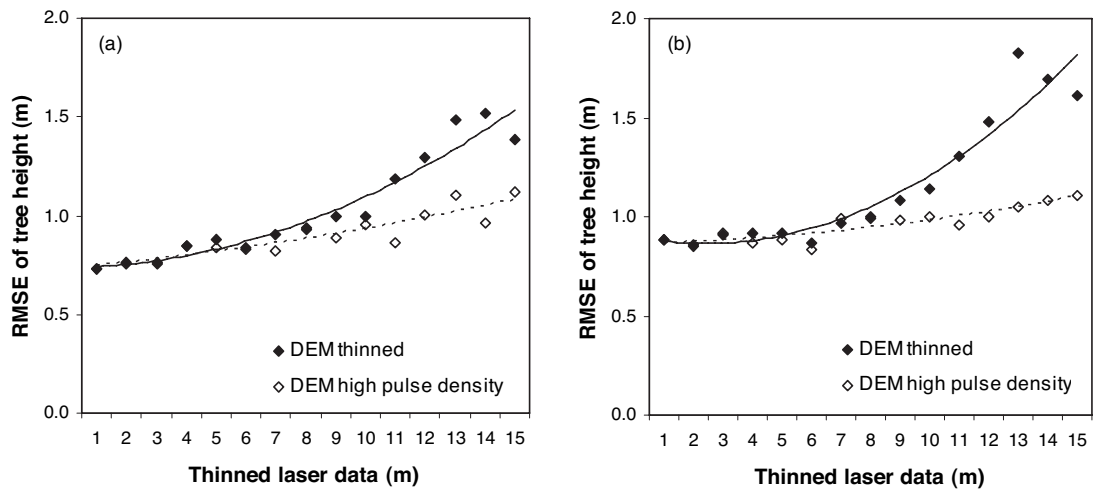 (a)
RMSE of tree height (m)
2.0
1.5
1.0
0.5
0.0
DEM thinned
DEM high pulse density
1 2 3 4 5 6 7 8 9 10 11 12 13 14 15
Thinned laser data (m)
(b)
RMSE of tree height (m)
2.0
1.5
1.0
0.5
0.0
DEM thinned
DEM high pulse density
1 2 3 4 5 6 7 8 9 10 11 12 13 14 15
Thinned laser data (m)